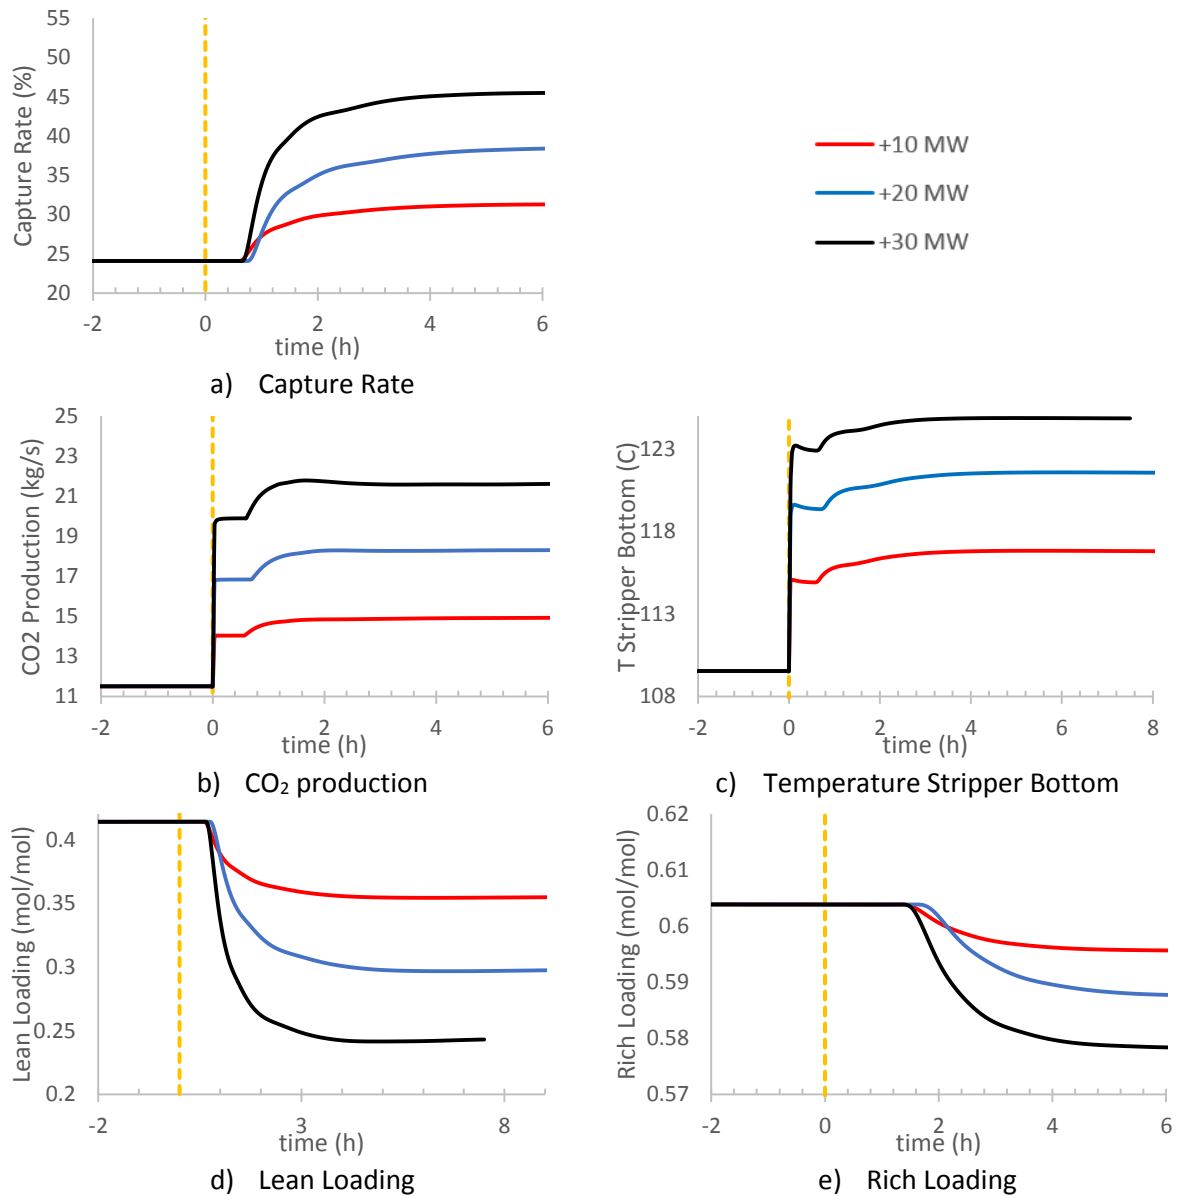 Capture Rate (%)
55
50
45
40
35
30
25
20
-2 0 2 4 6
time (h)
a) Capture Rate
+10 MW
+20 MW
+30 MW
CO2 Production (kg/s)
25
23
21
19
17
15
13
11
-2 0 2 4 6
time (h)
b) CO₂ production
T Stripper Bottom (C)
123
118
113
108
-2 0 2 4 6 8
time (h)
c) Temperature Stripper Bottom
Lean Loading (mol/mol)
0.4
0.35
0.3
0.25
0.2
-2 3 8
time (h)
d) Lean Loading
Rich Loading (mol/mol)
0.62
0.61
0.6
0.59
0.58
0.57
-2 0 2 4 6
time (h)
e) Rich Loading